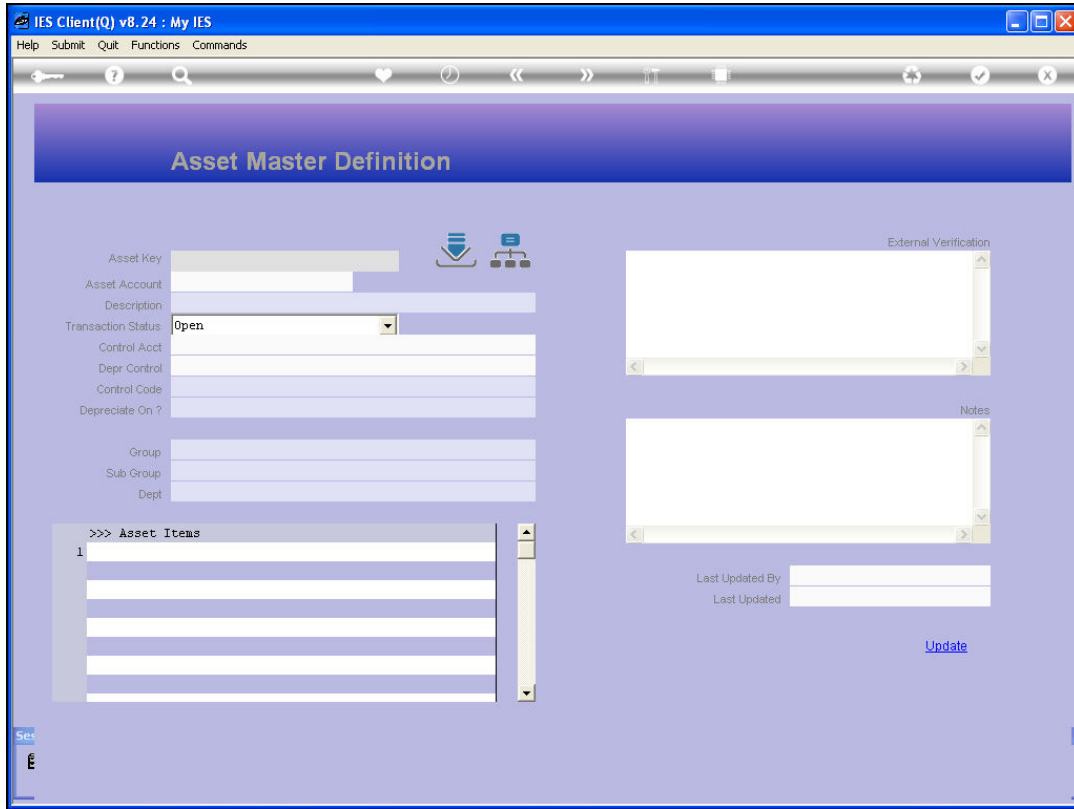 IES Client(Q) v8.24 : My IES
Help Submit Quit Functions Commands
Asset Master Definition
Asset Key
Asset Account
Description
Transaction Status Open
Control Acct
Depr Control
Control Code
Depreciate On ?
Group
Sub Group
Dept
>>> Asset Items
1
External Verification
Notes
Last Updated By
Last Updated
Update
Ses